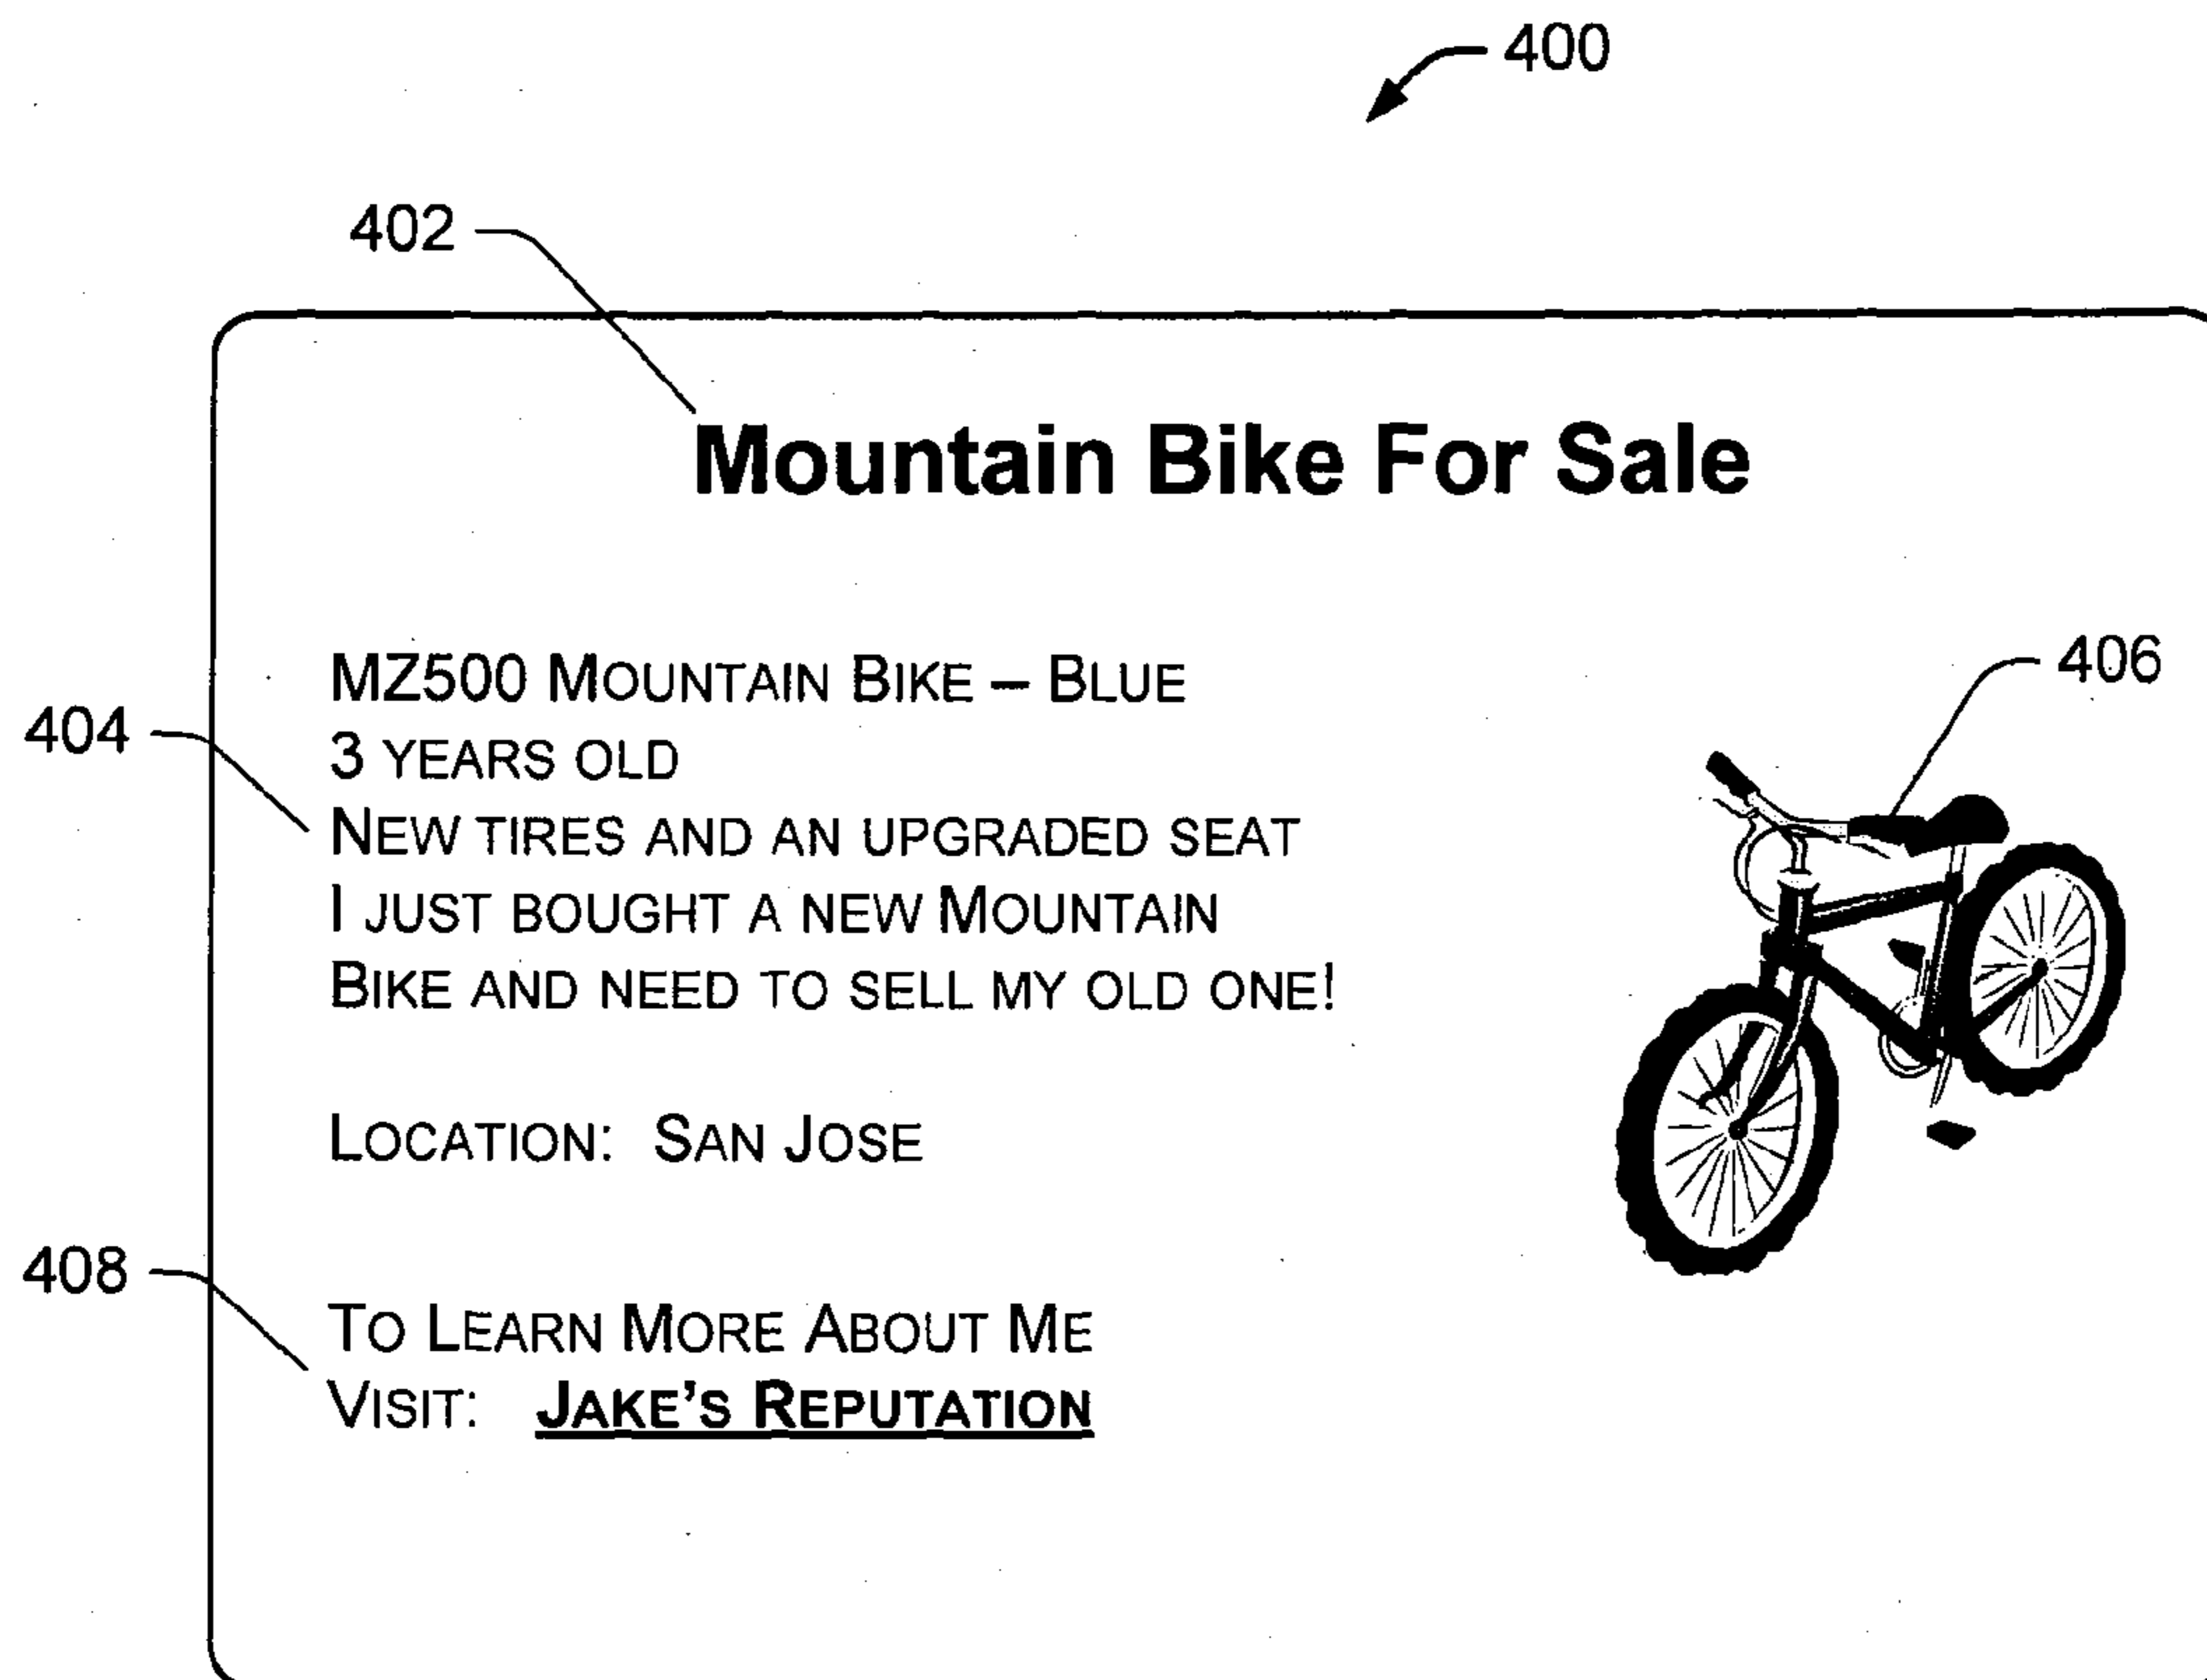 400
402
Mountain Bike For Sale
MZ500 Mountain Bike – Blue
406
404
3 years old
New tires and an upgraded seat
I just bought a new Mountain
Bike and need to sell my old one!
Location: San Jose
408
To Learn More About Me
Visit: Jake's Reputation